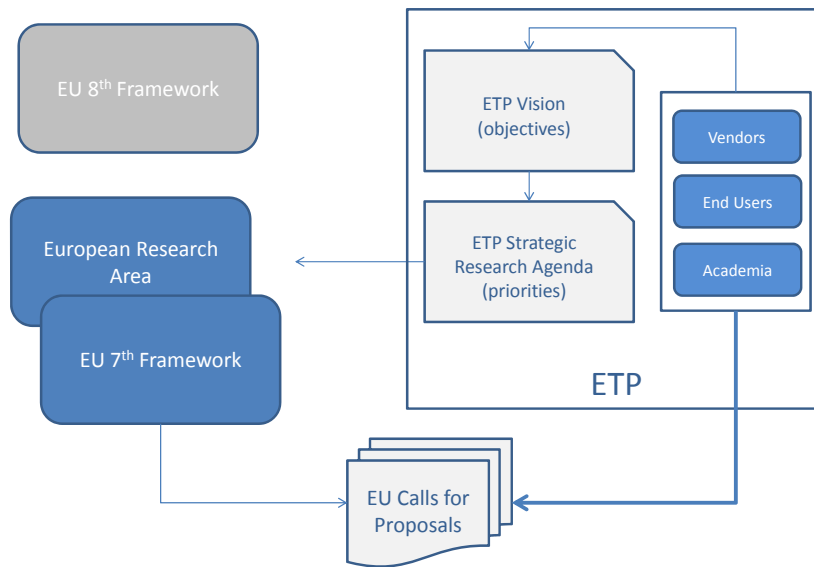 EU 8th Framework
ETP Vision
(objectives)
Vendors
End Users
Academia
ETP Strategic
Research Agenda
(priorities)
European Research
Area
EU 7th Framework
ETP
EU Calls for
Proposals